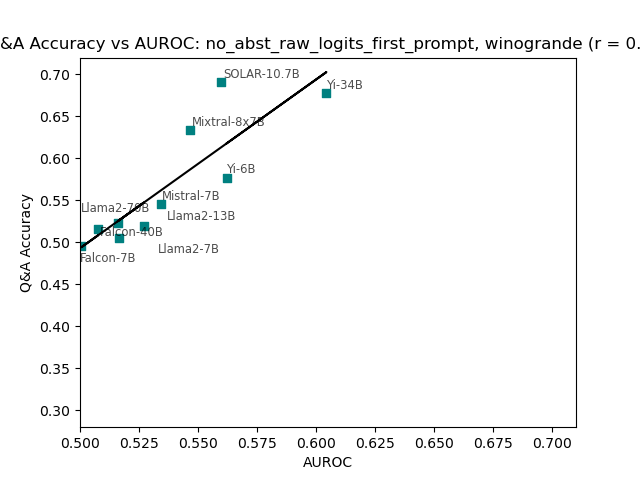 &A Accuracy vs AUROC: no_abst_raw_logits_first_prompt, winogrande (r = 0.
0.70
0.65
0.60
0.55
0.50
0.45
0.40
0.35
0.30
Q&A Accuracy
SOLAR-10.7B
Yi-34B
Mixtral-8x7B
Yi-6B
Mistral-7B
Llama2-70B
Llama2-13B
Falcon-40B
Llama2-7B
Falcon-7B
0.500 0.525 0.550 0.575 0.600 0.625 0.650 0.675 0.700
AUROC